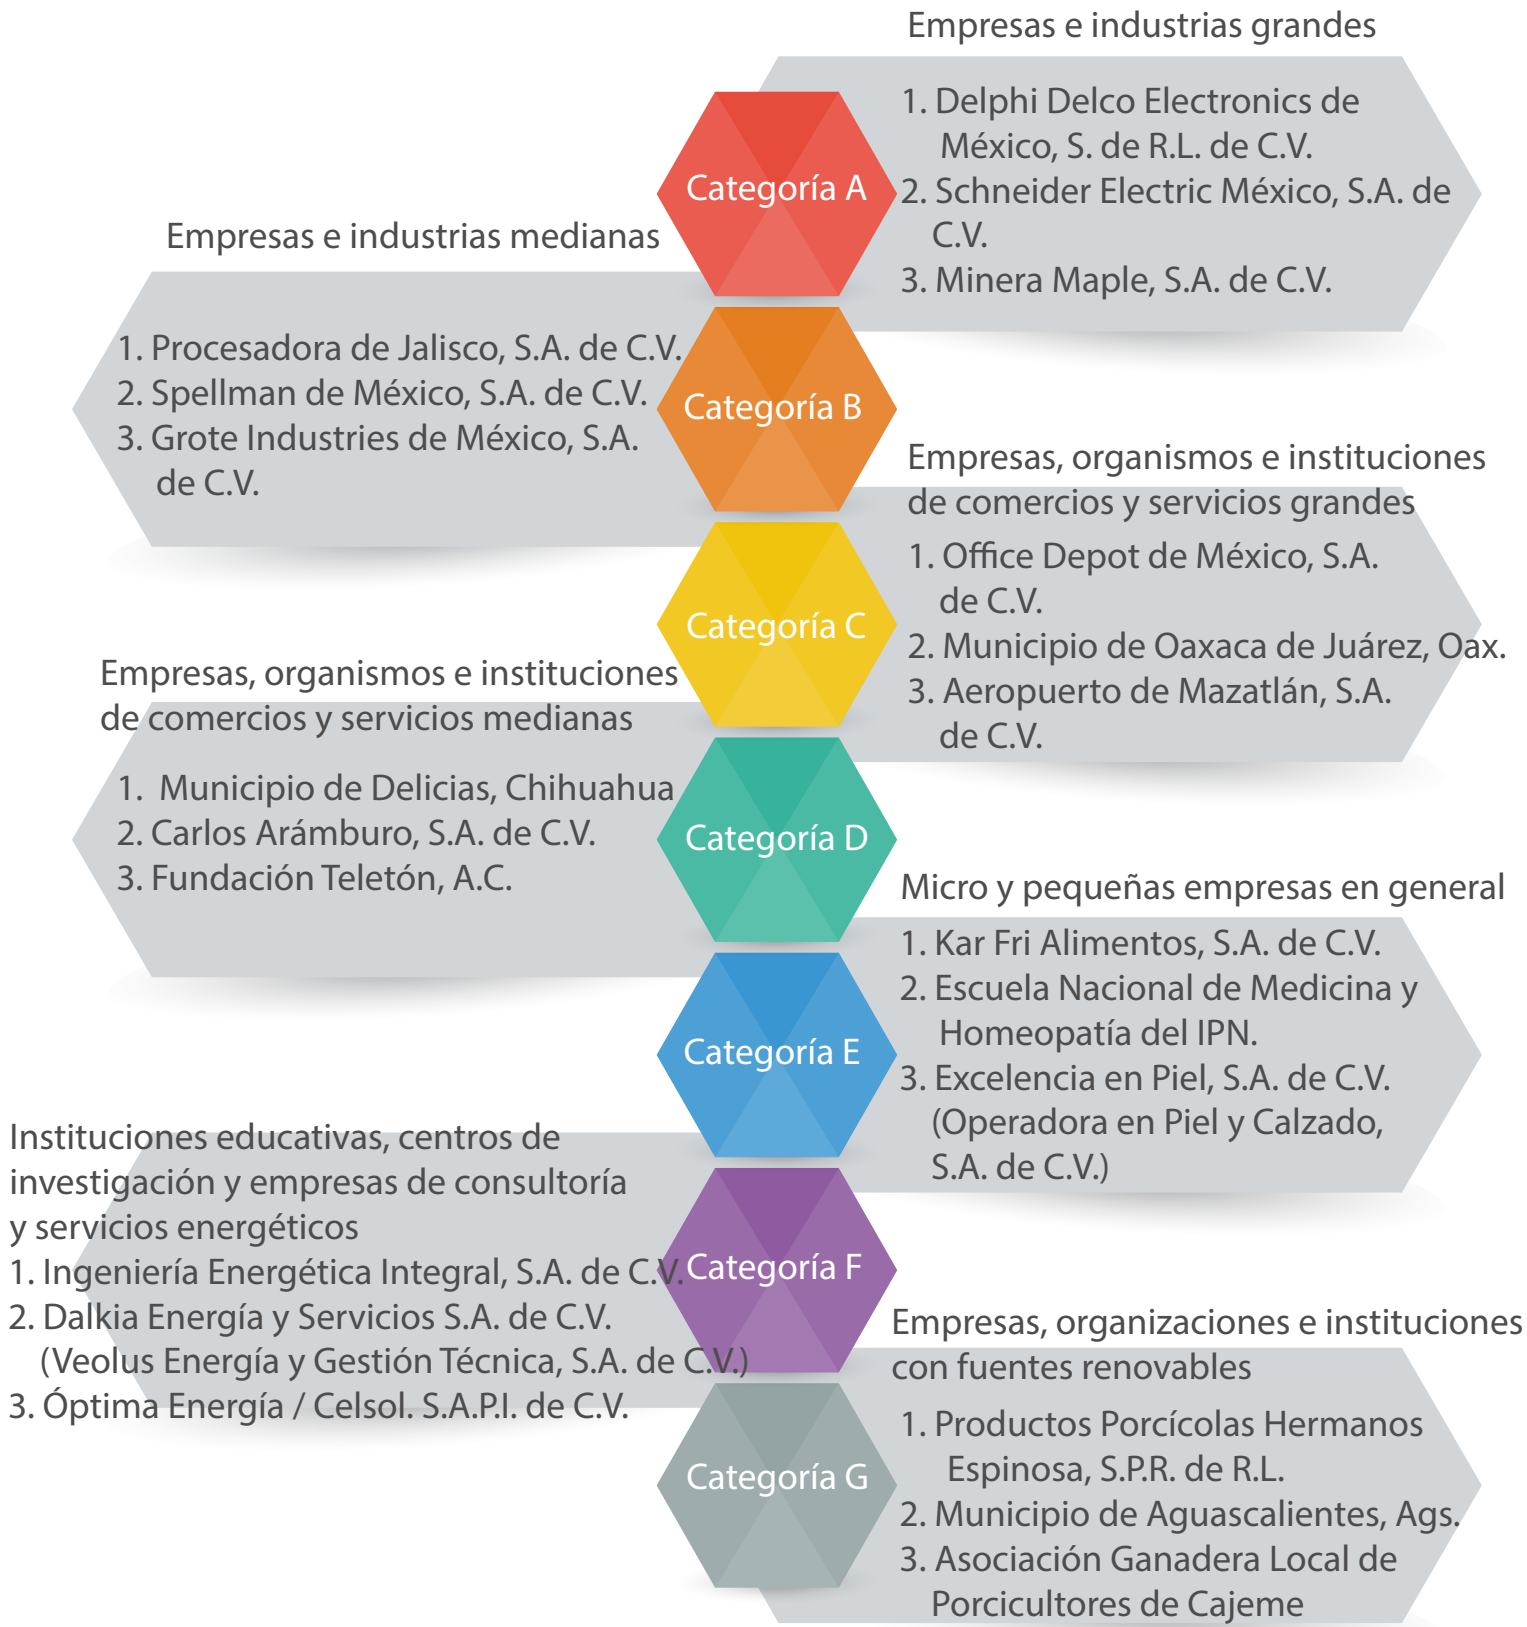 Empresas e industrias grandes
Categoría A
1. Delphi Delco Electronics de
México, S. de R.L. de C.V.
2. Schneider Electric México, S.A. de
C.V.
3. Minera Maple, S.A. de C.V.
Empresas e industrias medianas
Categoría B
1. Procesadora de Jalisco, S.A. de C.V.
2. Spellman de México, S.A. de C.V.
3. Grote Industries de México, S.A.
de C.V.
Empresas, organismos e instituciones
de comercios y servicios grandes
Categoría C
1. Office Depot de México, S.A.
de C.V.
2. Municipio de Oaxaca de Juárez, Oax.
3. Aeropuerto de Mazatlán, S.A.
de C.V.
Empresas, organismos e instituciones
de comercios y servicios medianas
Categoría D
1. Municipio de Delicias, Chihuahua
2. Carlos Arámburo, S.A. de C.V.
3. Fundación Teletón, A.C.
Micro y pequeñas empresas en general
Categoría E
1. Kar Fri Alimentos, S.A. de C.V.
2. Escuela Nacional de Medicina y
Homeopatía del IPN.
3. Excelencia en Piel, S.A. de C.V.
(Operadora en Piel y Calzado,
S.A. de C.V.)
Instituciones educativas, centros de
investigación y empresas de consultoría
y servicios energéticos
Categoría F
1. Ingeniería Energética Integral, S.A. de C.V.
2. Dalkia Energía y Servicios S.A. de C.V.
(Veolus Energía y Gestión Técnica, S.A. de C.V.)
3. Óptima Energía / Celsol. S.A.P.I. de C.V.
Empresas, organizaciones e instituciones
con fuentes renovables
Categoría G
1. Productos Porcícolas Hermanos
Espinosa, S.P.R. de R.L.
2. Municipio de Aguascalientes, Ags.
3. Asociación Ganadera Local de
Porcicultores de Cajeme